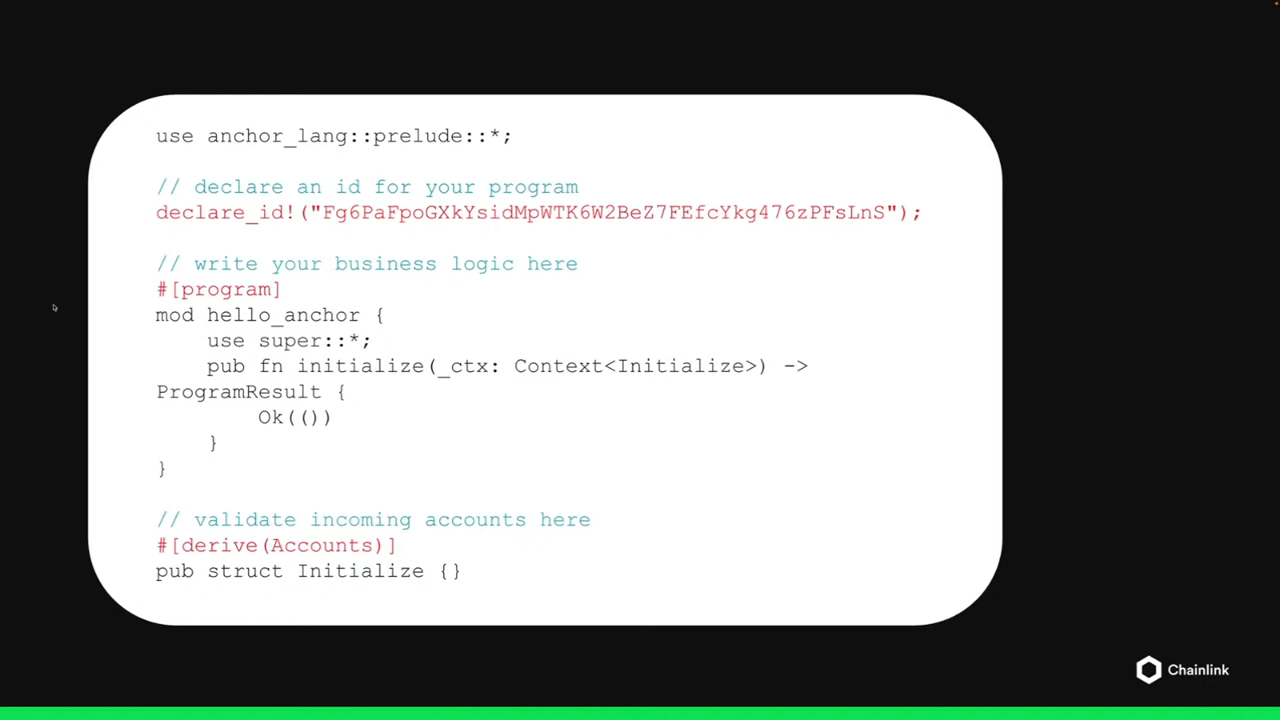 use anchor_lang::prelude::*;
// declare an id for your program
declare_id!("Fg6PaFpoGXkYsidMpWTK6W2BeZ7FEfcYkg476zPFsLnS");
// write your business logic here
#[program]
mod hello_anchor {
    use super::*;
    pub fn initialize(_ctx: Context<Initialize>) ->
ProgramResult {
        Ok(())
    }
}
// validate incoming accounts here
#[derive(Accounts)]
pub struct Initialize {}
Chainlink